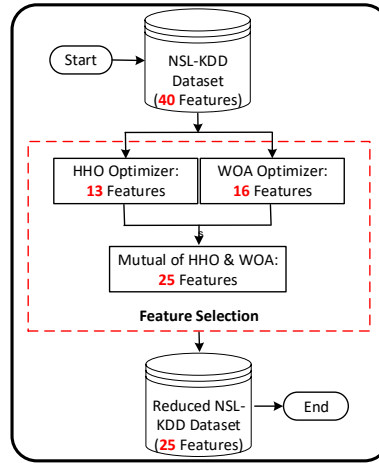 Start
NSL-KDD
Dataset
(40 Features)
HHO Optimizer:
13 Features
WOA Optimizer:
16 Features
s
Mutual of HHO & WOA:
25 Features
Feature Selection
Reduced NSL-
KDD Dataset
(25 Features)
End